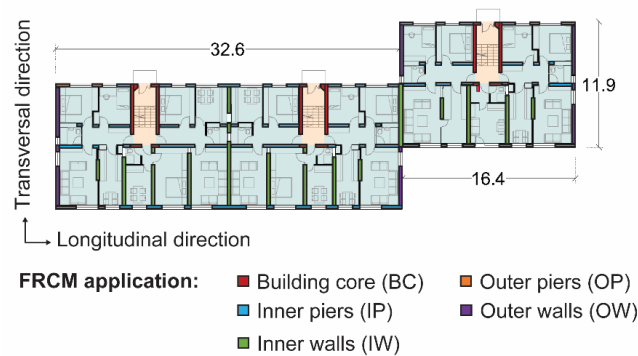 32.6
11.9
16.4
Transversal direction
Longitudinal direction
FRCM application:
Building core (BC)
Outer piers (OP)
Inner piers (IP)
Outer walls (OW)
Inner walls (IW)